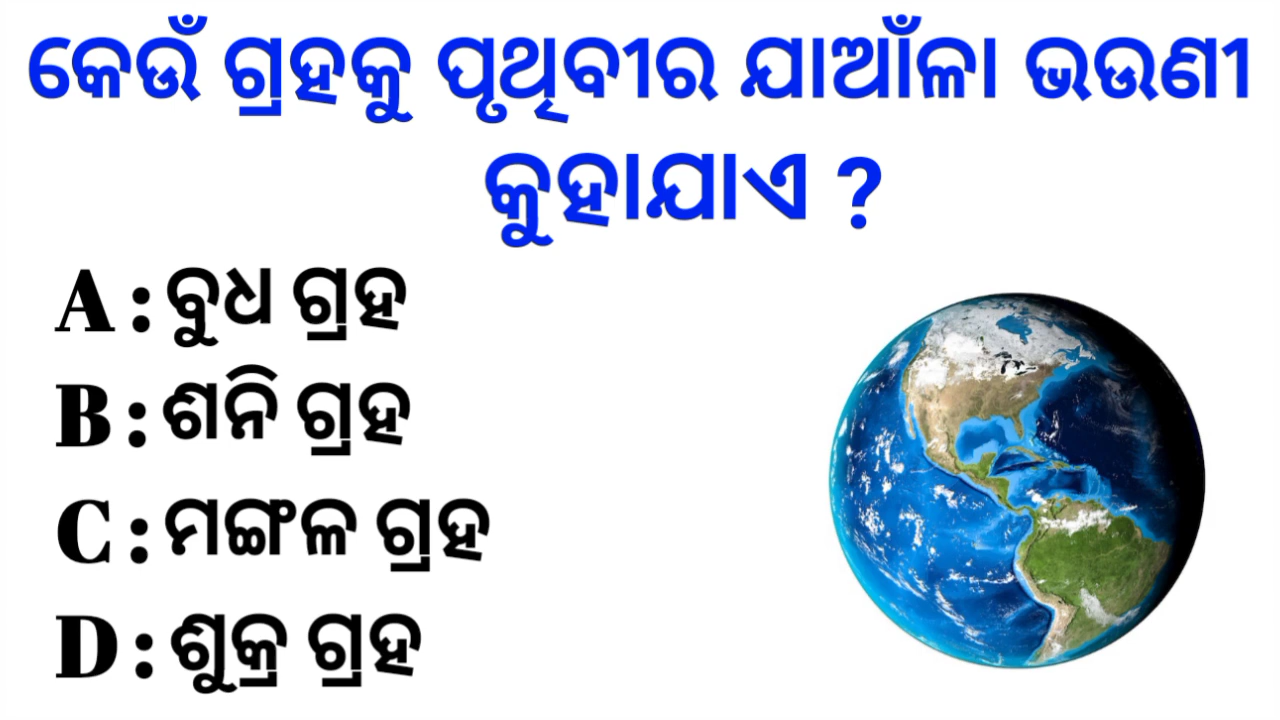 କେଉଁ ଗ୍ରହକୁ ପୃଥିବୀର ଯାଆଁଳା ଭଉଣୀ
କୁହାଯାଏ ?
A : ବୁଧ ଗ୍ରହ
B : ଶନି ଗ୍ରହ
C : ମଙ୍ଗଳ ଗ୍ରହ
D : ଶୁକ୍ର ଗ୍ରହ